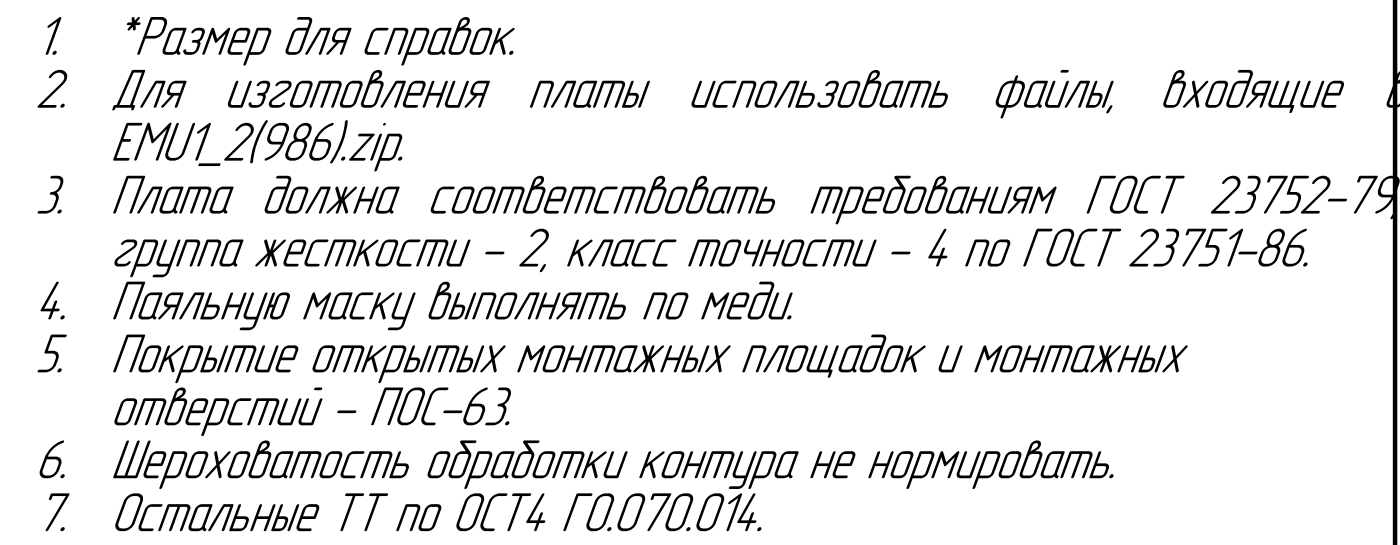 1. *Размер для справок.
2. Для изготовления платы использовать файлы, входящие в
EMU1_2(986).zip.
3. Плата должна соответствовать требованиям ГОСТ 23752-79,
группа жесткости - 2, класс точности - 4 по ГОСТ 23751-86.
4. Паяльную маску выполнять по меди.
5. Покрытие открытых монтажных площадок и монтажных
отверстий - ПОС-63.
6. Шероховатость обработки контура не нормировать.
7. Остальные ТТ по ОСТ4 ГО.070.014.